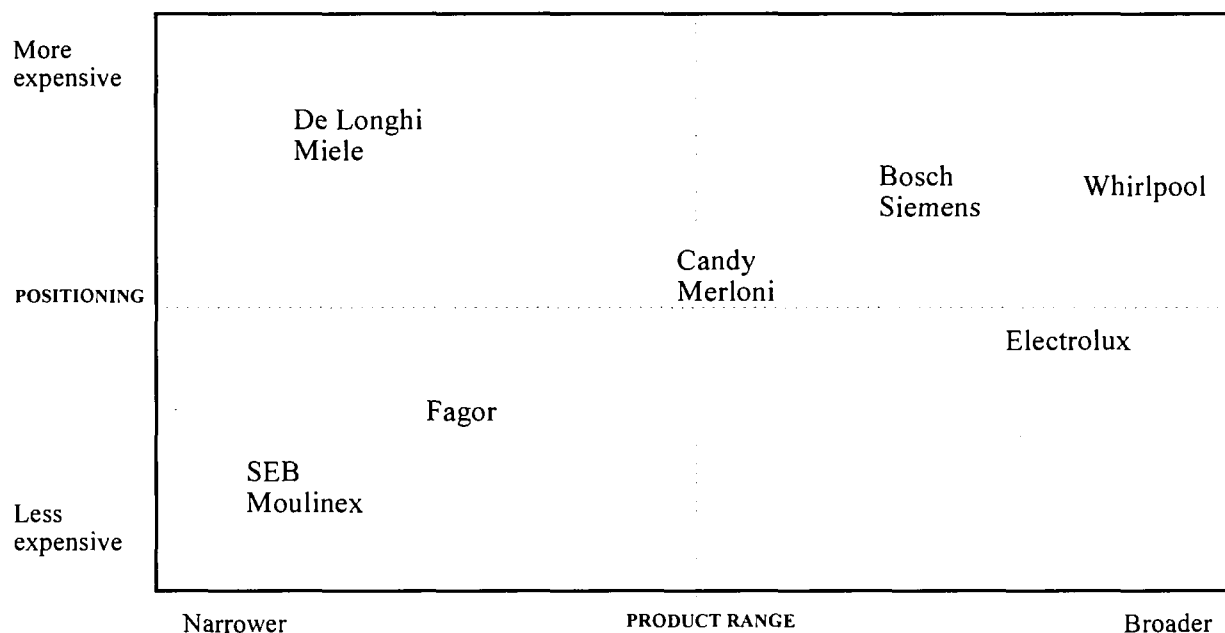 More
expensive
De Longhi
Miele
Bosch
Siemens
Whirlpool
Candy
Merloni
POSITIONING
Electrolux
Fagor
SEB
Moulinex
Less
expensive
Narrower
PRODUCT RANGE
Broader